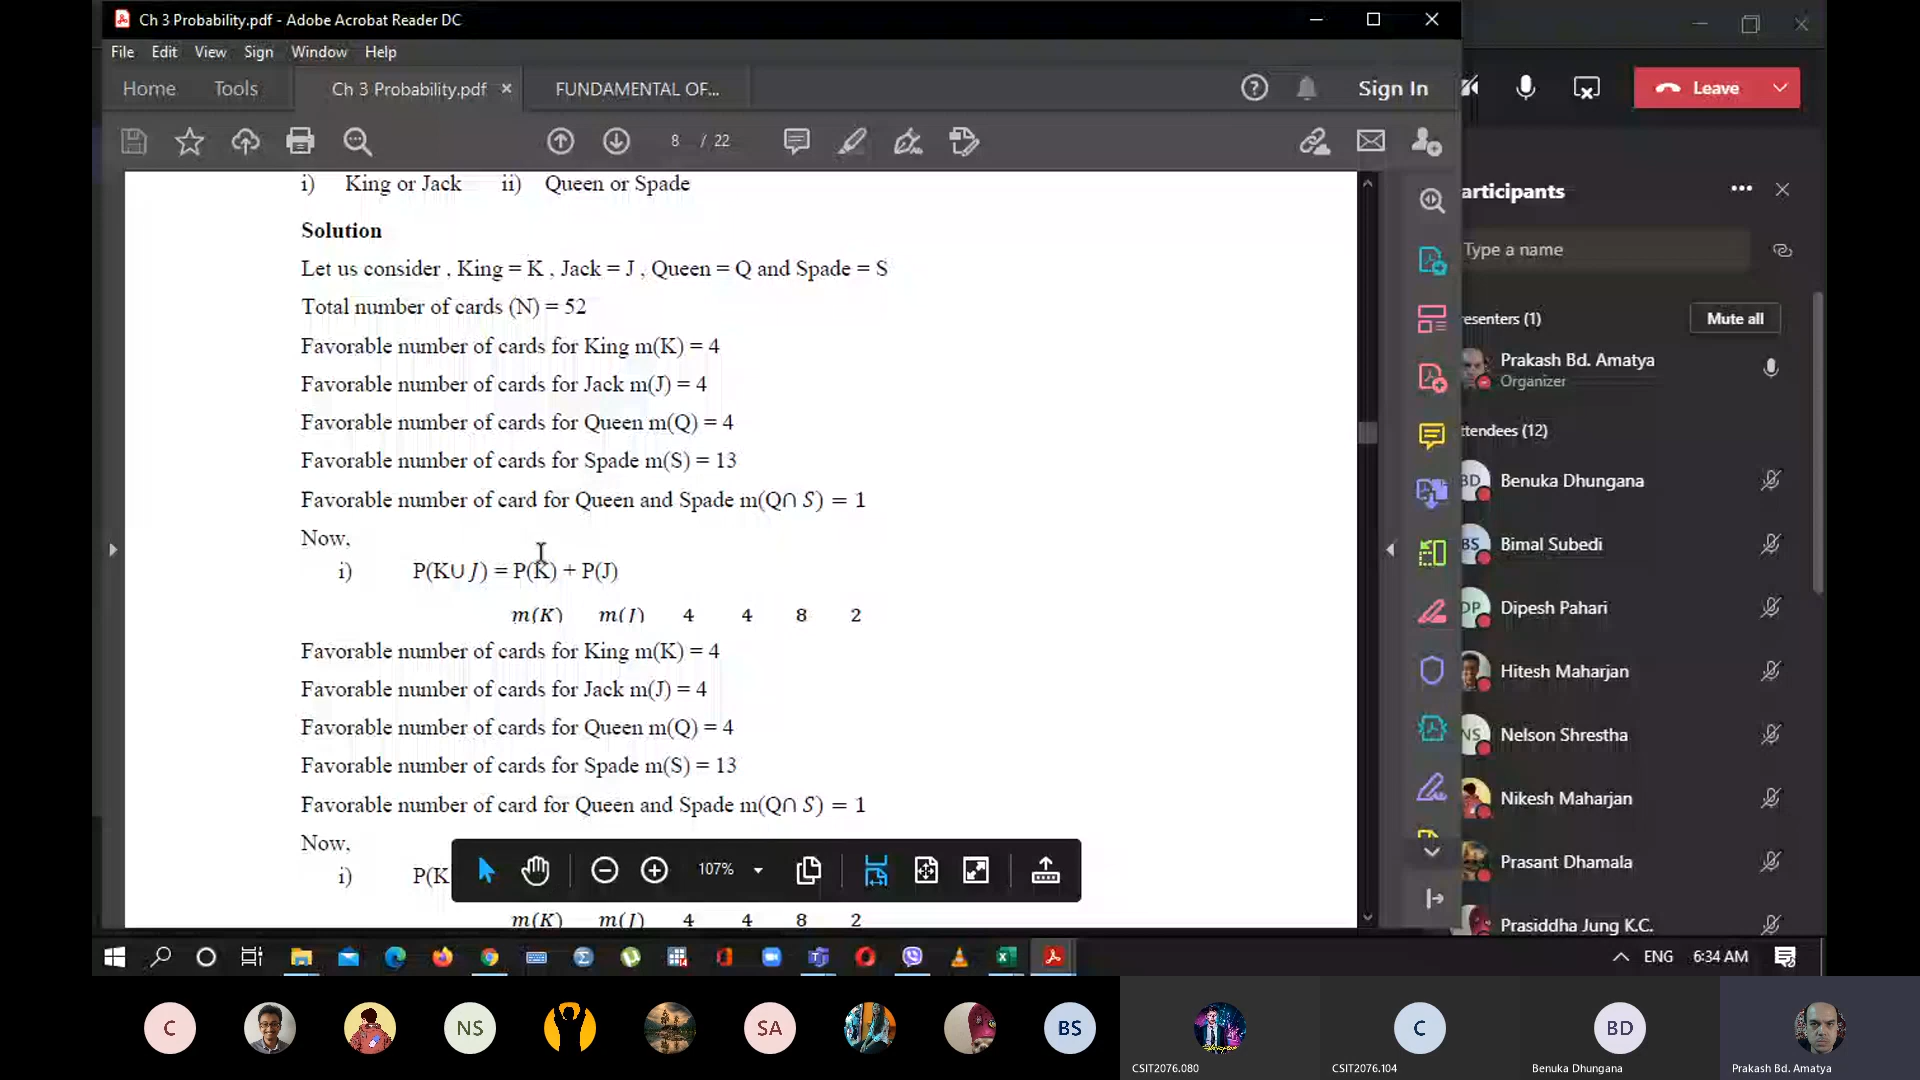 Ch 3 Probability.pdf - Adobe Acrobat Reader DC
File Edit View Sign Window Help
Home Tools Ch 3 Probability.pdf × FUNDAMENTAL OF... Sign In
Leave
8 / 22
i) King or Jack ii) Queen or Spade
Solution
Let us consider , King = K , Jack = J , Queen = Q and Spade = S
Total number of cards (N) = 52
Favorable number of cards for King m(K) = 4
Favorable number of cards for Jack m(J) = 4
Favorable number of cards for Queen m(Q) = 4
Favorable number of cards for Spade m(S) = 13
Favorable number of card for Queen and Spade m(Q∩ S) = 1
Now,
i) P(K∪ J) = P(K) + P(J)
m(K) m(J) 4 4 8 2
Favorable number of cards for King m(K) = 4
Favorable number of cards for Jack m(J) = 4
Favorable number of cards for Queen m(Q) = 4
Favorable number of cards for Spade m(S) = 13
Favorable number of card for Queen and Spade m(Q∩ S) = 1
Now,
i) P(K
107%
m(K) m(J) 4 4 8 2
articipants
Type a name
resenters (1)
Mute all
Prakash Bd. Amatya
Organizer
ttendees (12)
BD Benuka Dhungana
BS Bimal Subedi
DP Dipesh Pahari
Hitesh Maharjan
NS Nelson Shrestha
Nikesh Maharjan
Prasant Dhamala
Prasiddha Jung K.C.
ENG 6:34 AM
C NS SA BS C BD
CSIT2076.080 CSIT2076.104 Benuka Dhungana Prakash Bd. Amatya